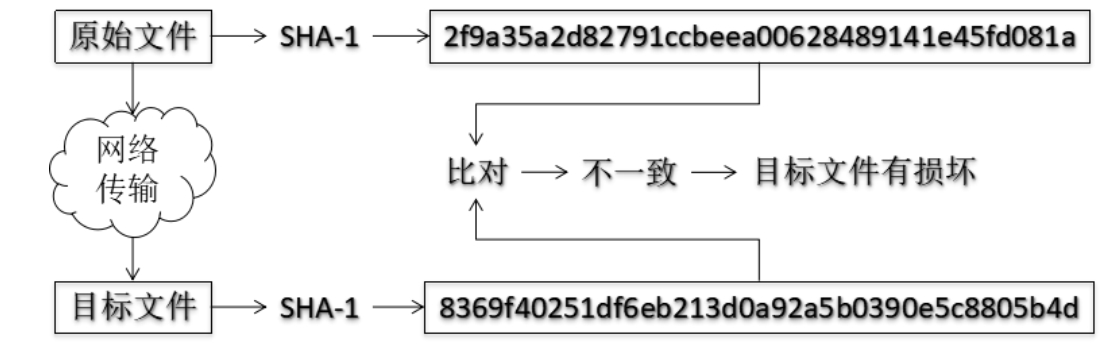 原始文件
SHA-1
2f9a35a2d82791ccbeea00628489141e45fd081a
网络
传输
比对
不一致
目标文件有损坏
目标文件
SHA-1
8369f40251df6eb213d0a92a5b0390e5c8805b4d